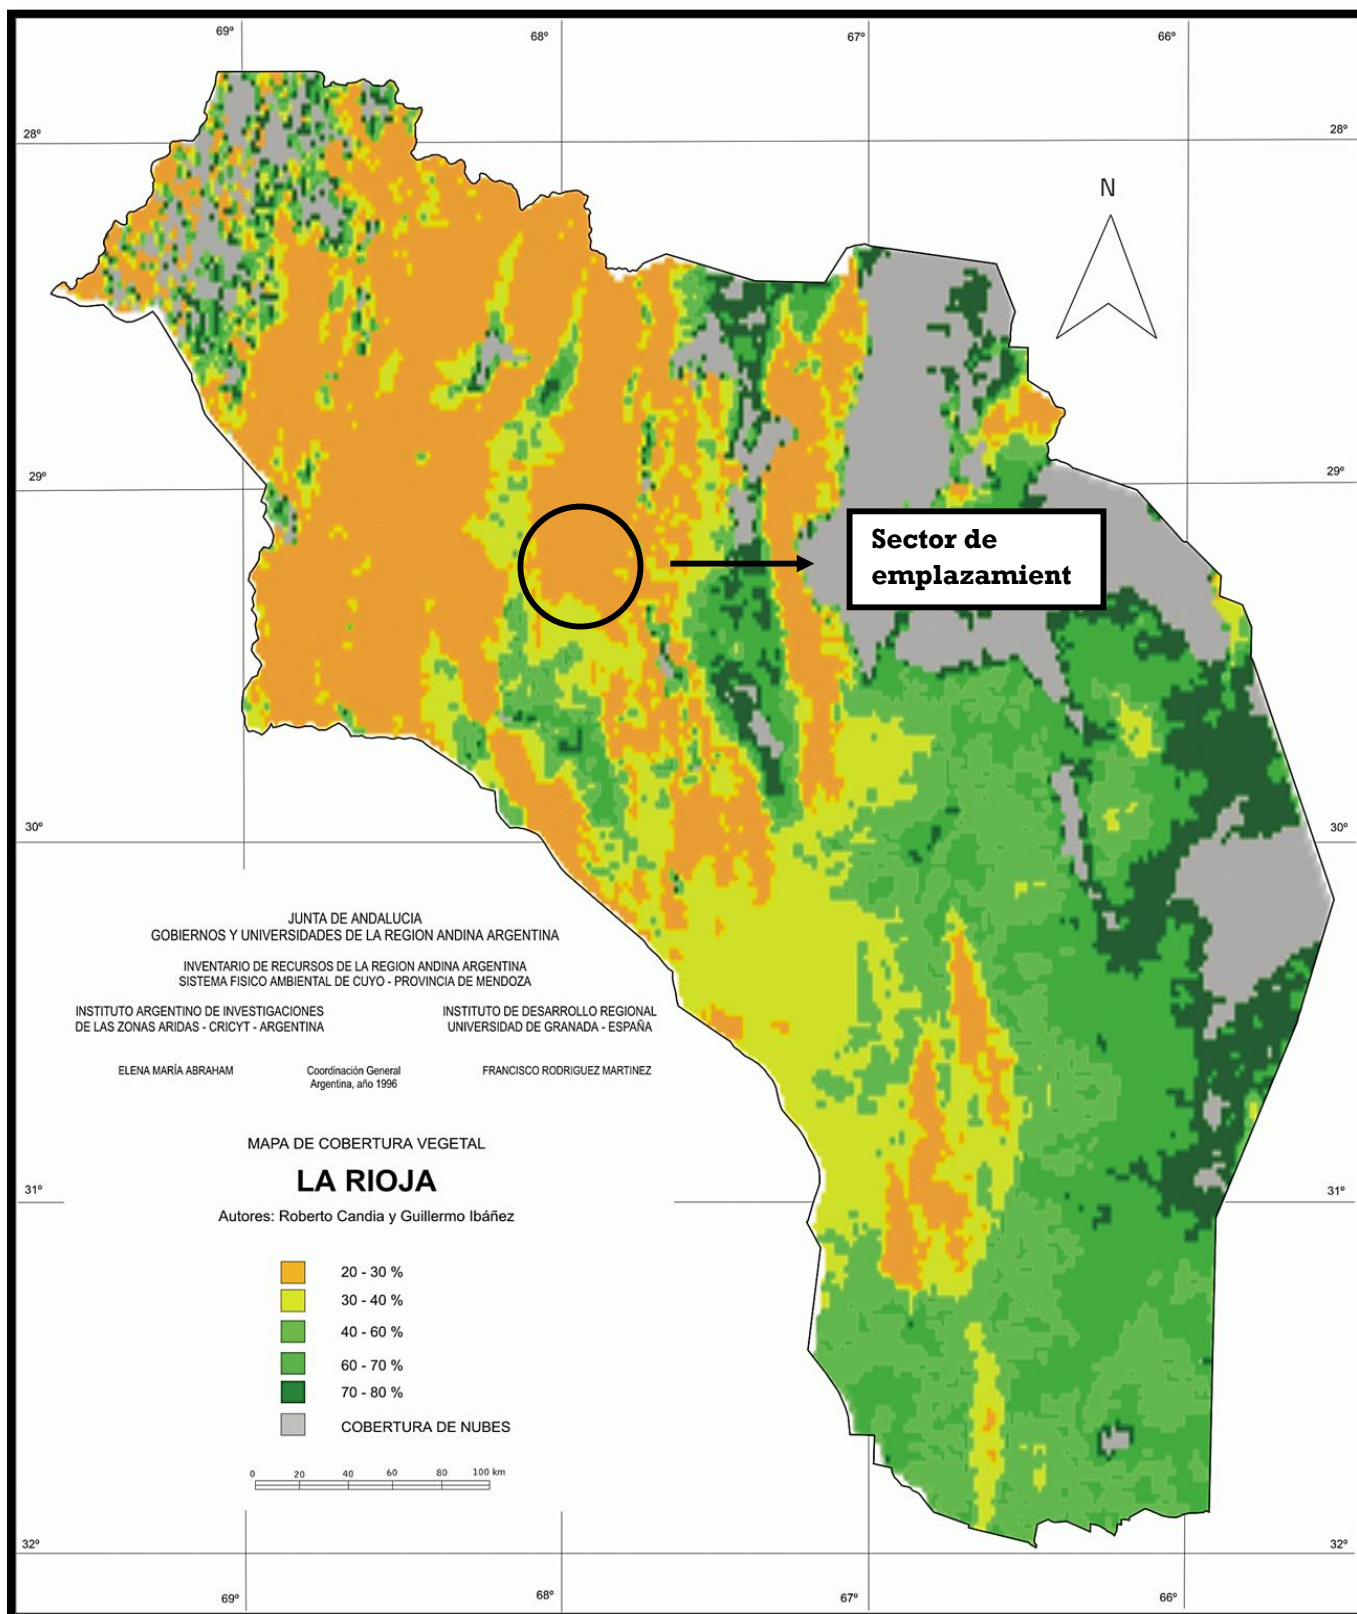 69º 68º 67º 66º
28º 28º
N
29º 29º
Sector de
emplazamient
30º 30º
JUNTA DE ANDALUCIA
GOBIERNOS Y UNIVERSIDADES DE LA REGION ANDINA ARGENTINA
INVENTARIO DE RECURSOS DE LA REGION ANDINA ARGENTINA
SISTEMA FISICO AMBIENTAL DE CUYO - PROVINCIA DE MENDOZA
INSTITUTO ARGENTINO DE INVESTIGACIONES
DE LAS ZONAS ARIDAS - CRICYT - ARGENTINA
INSTITUTO DE DESARROLLO REGIONAL
UNIVERSIDAD DE GRANADA - ESPAÑA
ELENA MARÍA ABRAHAM
Coordinación General
Argentina, año 1996
FRANCISCO RODRIGUEZ MARTINEZ
MAPA DE COBERTURA VEGETAL
LA RIOJA
Autores: Roberto Candia y Guillermo Ibáñez
31º 31º
20 - 30 %
30 - 40 %
40 - 60 %
60 - 70 %
70 - 80 %
COBERTURA DE NUBES
0 20 40 60 80 100 km
32º 32º
69º 68º 67º 66º